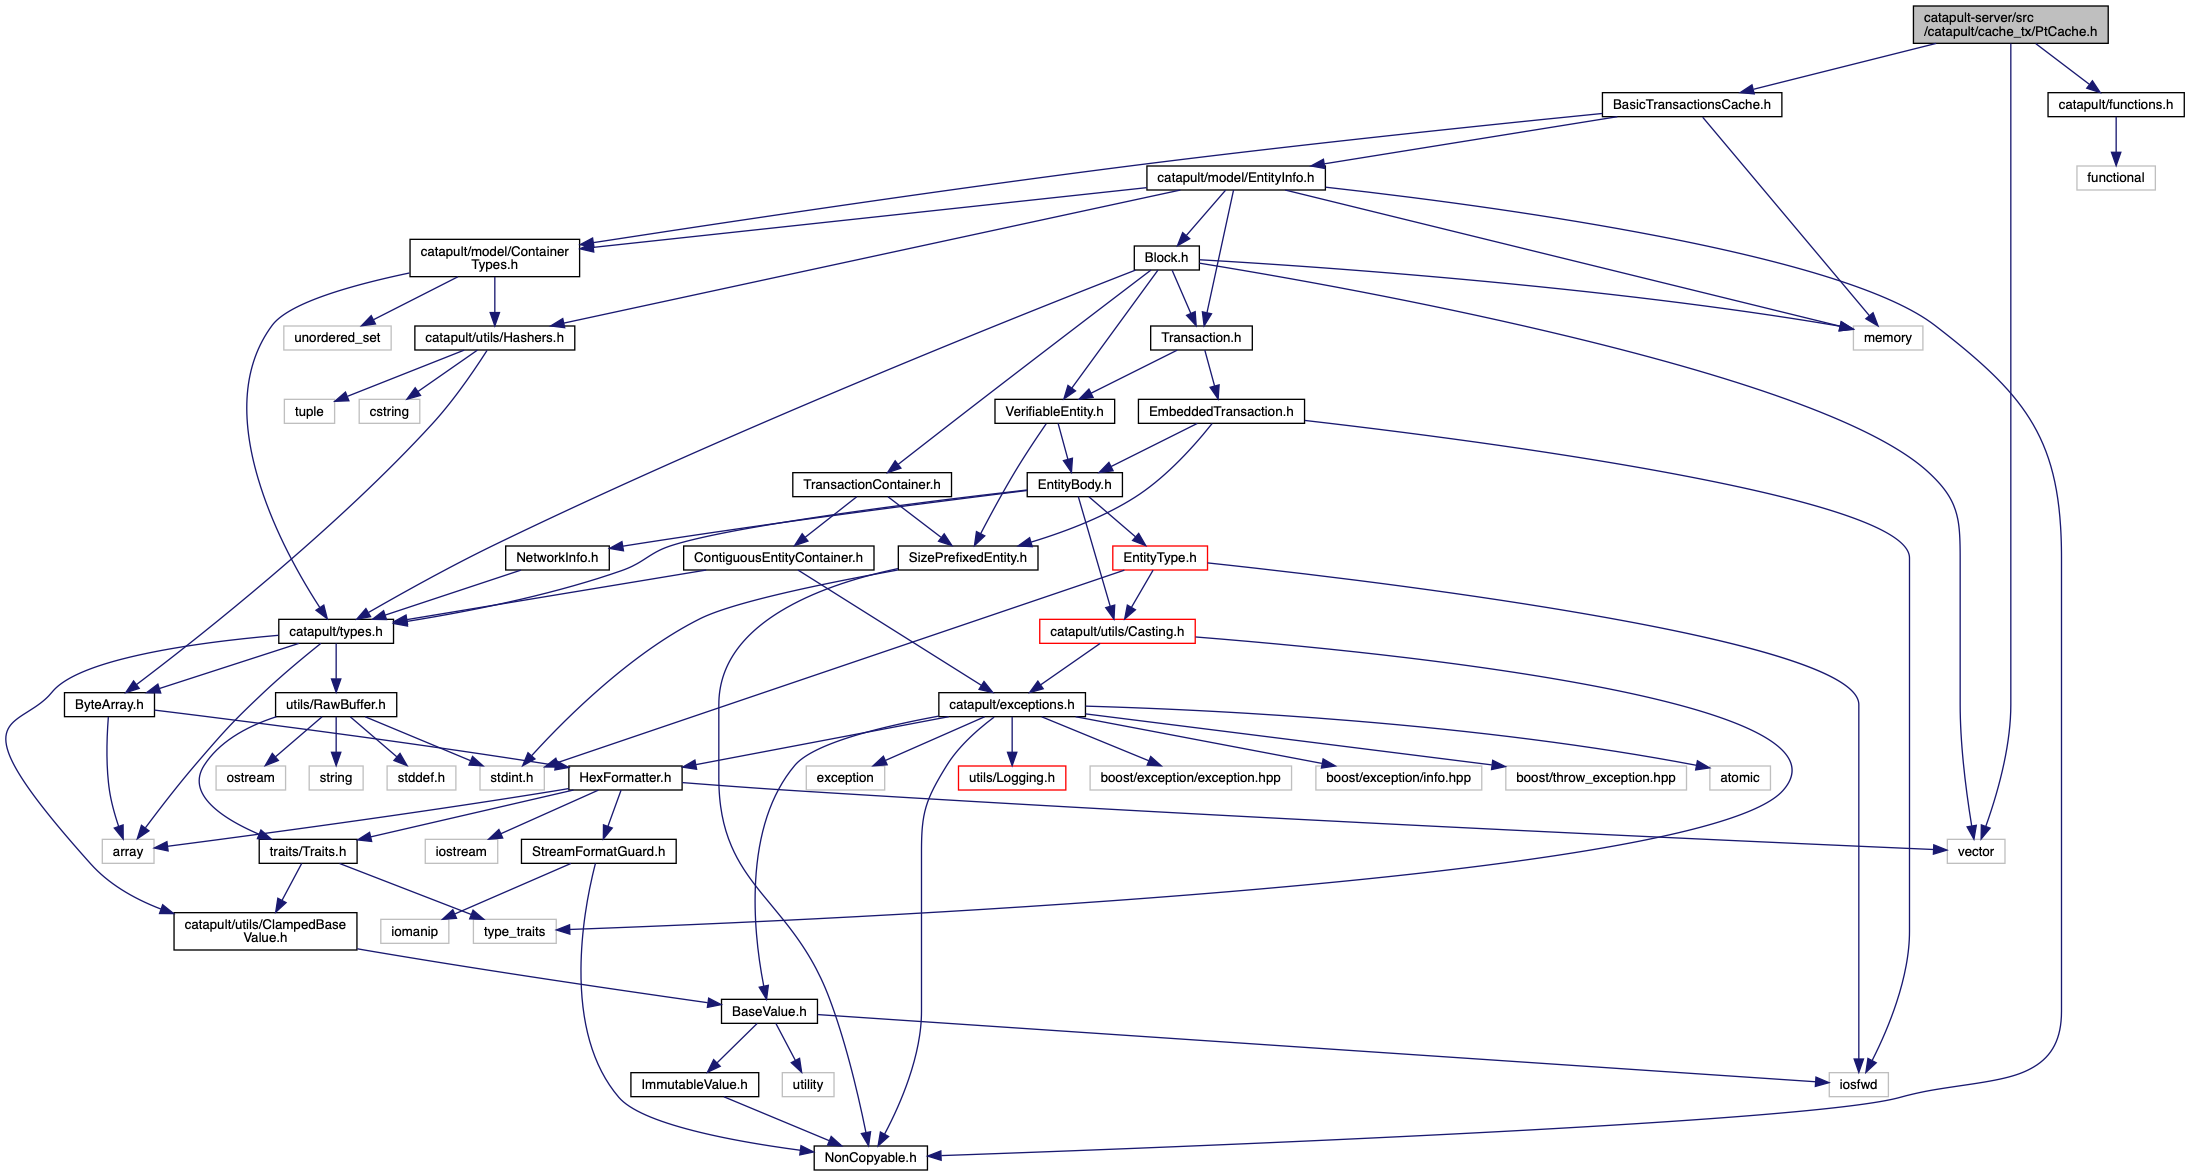 catapult-server/src
/catapult/cache_tx/PtCache.h
BasicTransactionsCache.h
catapult/functions.h
catapult/model/EntityInfo.h
functional
catapult/model/Container
Types.h
Block.h
unordered_set
catapult/utils/Hashers.h
Transaction.h
memory
tuple
cstring
VerifiableEntity.h
EmbeddedTransaction.h
TransactionContainer.h
EntityBody.h
NetworkInfo.h
ContiguousEntityContainer.h
SizePrefixedEntity.h
EntityType.h
catapult/types.h
catapult/utils/Casting.h
ByteArray.h
utils/RawBuffer.h
catapult/exceptions.h
ostream
string
stddef.h
stdint.h
HexFormatter.h
exception
utils/Logging.h
boost/exception/exception.hpp
boost/exception/info.hpp
boost/throw_exception.hpp
atomic
array
traits/Traits.h
iostream
StreamFormatGuard.h
vector
catapult/utils/ClampedBase
Value.h
iomanip
type_traits
BaseValue.h
ImmutableValue.h
utility
iosfwd
NonCopyable.h